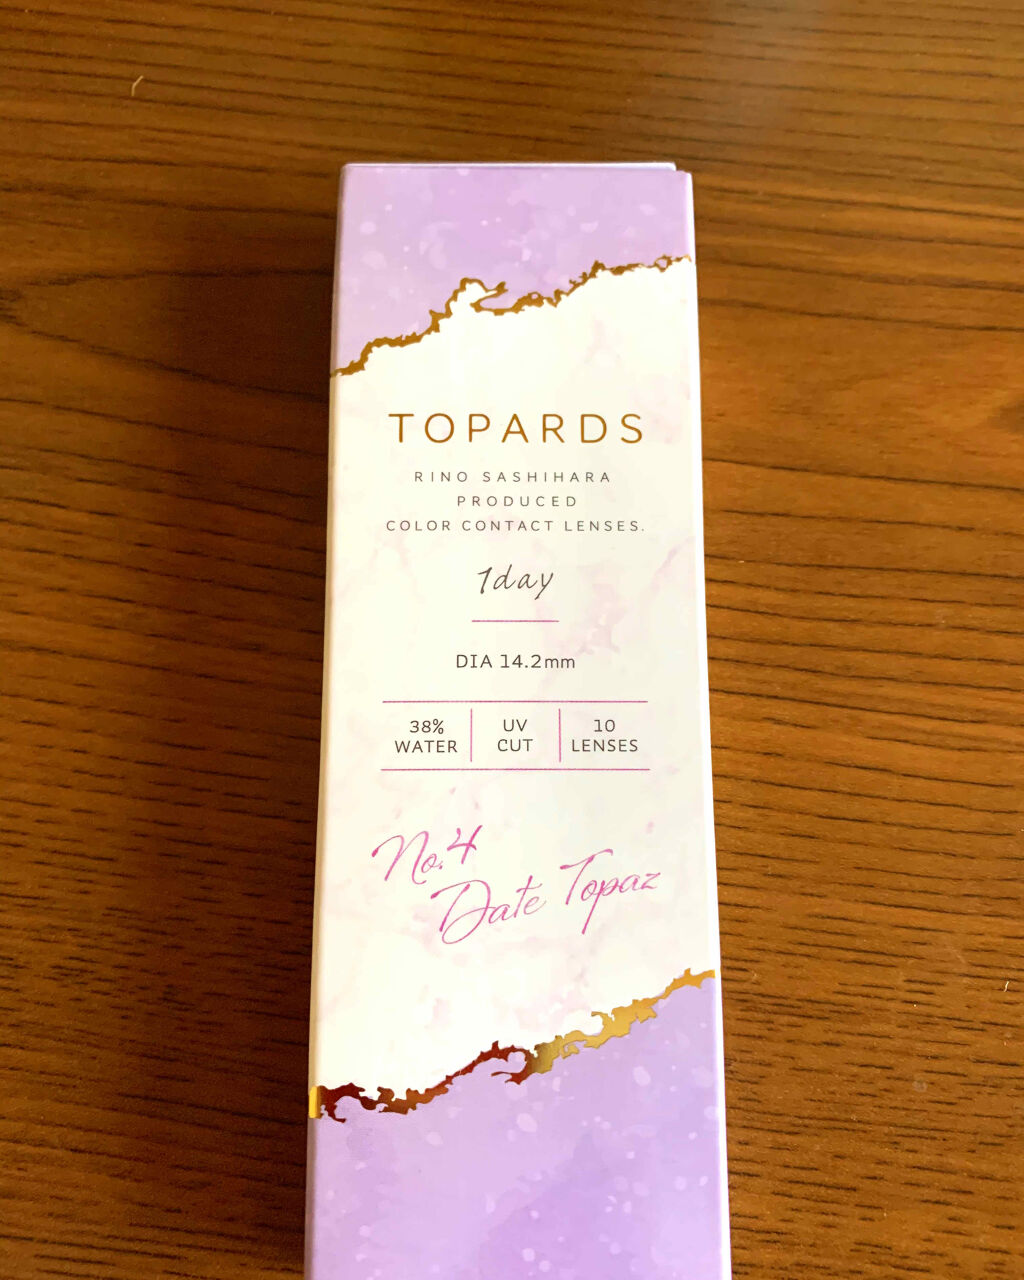 TOPARDS
RINO SASHIHARA
PRODUCED
COLOR CONTACT LENSES.
1day
DIA 14.2mm
38%
WATER
UV
CUT
10
LENSES
No.4
Date Topaz